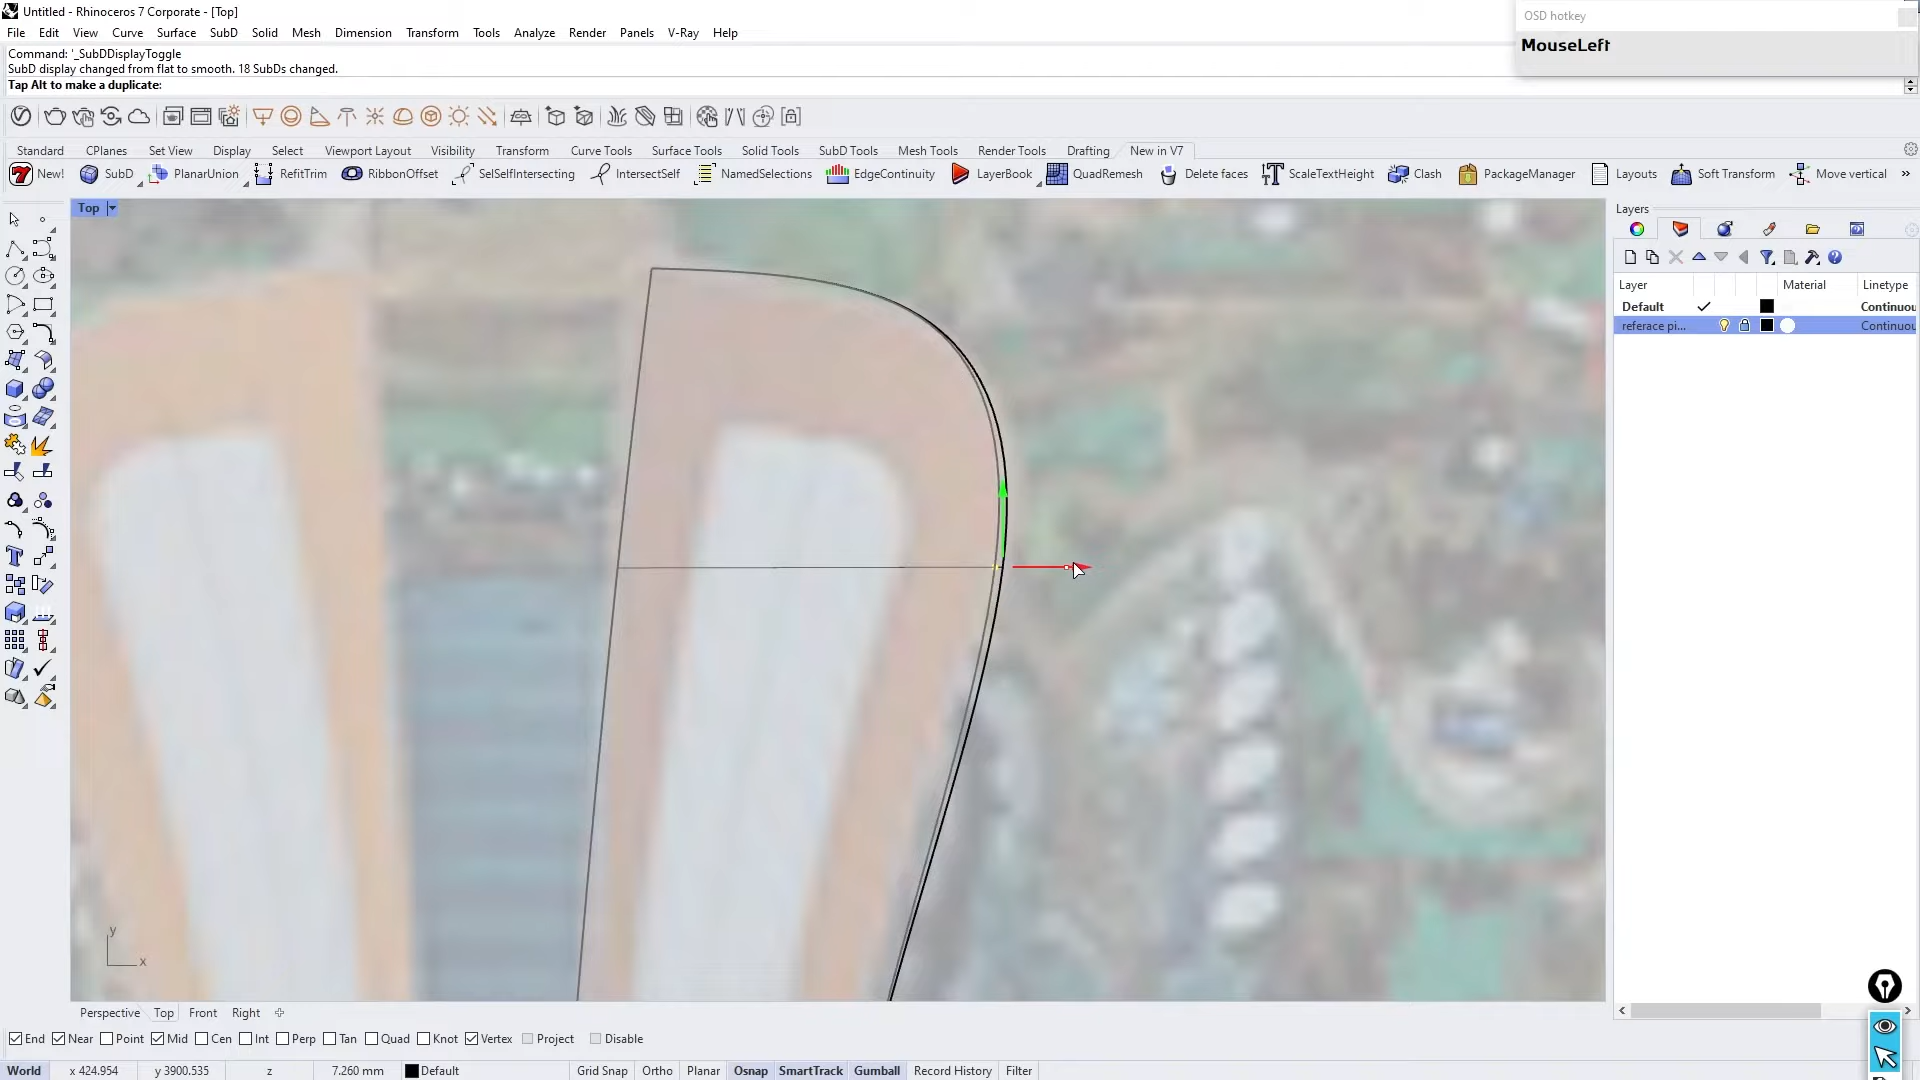 Untitled - Rhinoceros 7 Corporate - [Top]
OSD hotkey
File Edit View Curve Surface SubD Solid Mesh Dimension Transform Tools Analyze Render Panels V-Ray Help
MouseLeft
Command: '_SubDDisplayToggle
SubD display changed from flat to smooth. 18 SubDs changed.
Tap Alt to make a duplicate:
Standard CPlanes Set View Display Select Viewport Layout Visibility Transform Curve Tools Surface Tools Solid Tools SubD Tools Mesh Tools Render Tools Drafting New in V7
7 New! SubD PlanarUnion RefitTrim RibbonOffset SelSelfIntersecting IntersectSelf NamedSelections EdgeContinuity LayerBook QuadRemesh Delete faces ScaleTextHeight Clash PackageManager Layouts Soft Transform Move vertical »
Top
Layers
Layer Material Linetype
Default Continuou
referace pi... Continuou
y
x
Perspective Top Front Right
End Near Point Mid Cen Int Perp Tan Quad Knot Vertex Project Disable
World x 424.954 y 3900.535 z 7.260 mm Default Grid Snap Ortho Planar Osnap SmartTrack Gumball Record History Filter